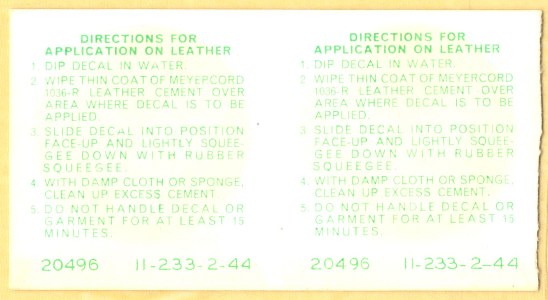 DIRECTIONS FOR
APPLICATION ON LEATHER
1. DIP DECAL IN WATER.
2. WIPE THIN COAT OF MEYERCORD
1036-R LEATHER CEMENT OVER
AREA WHERE DECAL IS TO BE
APPLIED.
3. SLIDE DECAL INTO POSITION
FACE-UP AND LIGHTLY SQUEE-
GEE DOWN WITH RUBBER
SQUEEGEE.
4. WITH DAMP CLOTH OR SPONGE,
CLEAN UP EXCESS CEMENT.
5. DO NOT HANDLE DECAL OR
GARMENT FOR AT LEAST 15
MINUTES.
20496 11-233-2-44
DIRECTIONS FOR
APPLICATION ON LEATHER
1. DIP DECAL IN WATER.
2. WIPE THIN COAT OF MEYERCORD
1036-R LEATHER CEMENT OVER
AREA WHERE DECAL IS TO BE
APPLIED.
3. SLIDE DECAL INTO POSITION
FACE-UP AND LIGHTLY SQUEE-
GEE DOWN WITH RUBBER
SQUEEGEE.
4. WITH DAMP CLOTH OR SPONGE,
CLEAN UP EXCESS CEMENT.
5. DO NOT HANDLE DECAL OR
GARMENT FOR AT LEAST 15
MINUTES.
20496 11-233-2-44